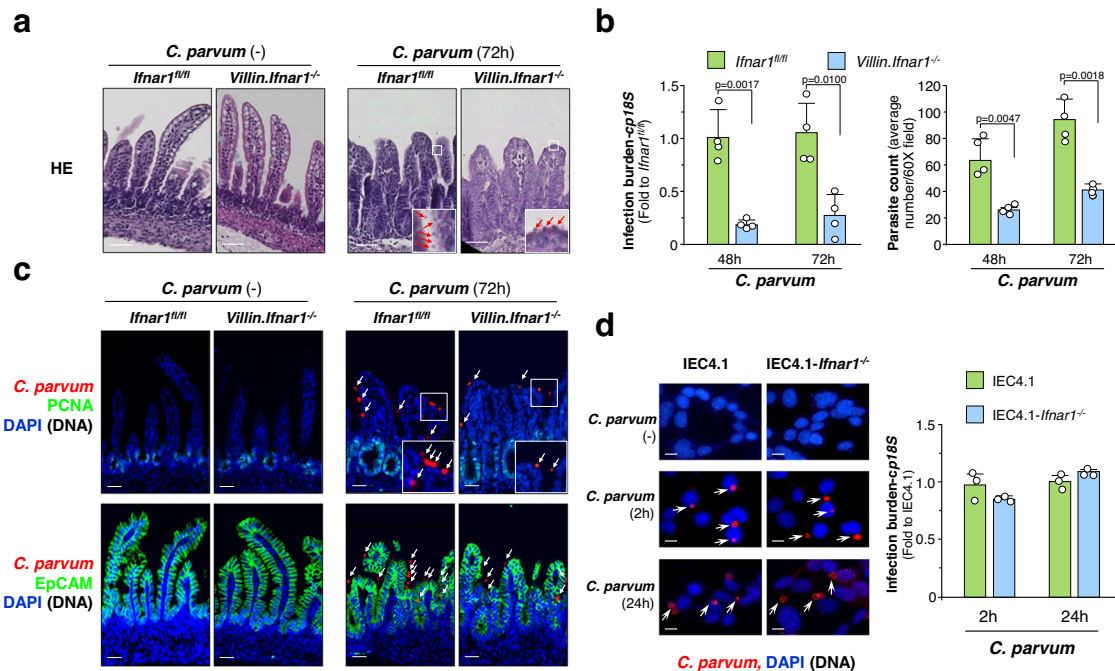 a
C. parvum (-)
C. parvum (72h)
Ifnar1fl/fl
Villin.Ifnar1-/-
Ifnar1fl/fl
Villin.Ifnar1-/-
HE
b
Ifnar1fl/fl
Villin.Ifnar1-/-
Infection burden-cp18S
(Fold to Ifnar1fl/fl)
1.5
1.0
0.5
0
p=0.0017
p=0.0100
48h
72h
C. parvum
Parasite count (average
number/60X field)
120
100
80
60
40
20
0
p=0.0047
p=0.0018
48h
72h
C. parvum
c
C. parvum (-)
C. parvum (72h)
Ifnar1fl/fl
Villin.Ifnar1-/-
Ifnar1fl/fl
Villin.Ifnar1-/-
C. parvum
PCNA
DAPI (DNA)
C. parvum
EpCAM
DAPI (DNA)
d
IEC4.1
IEC4.1-Ifnar1-/-
C. parvum
(-)
C. parvum
(2h)
C. parvum
(24h)
C. parvum, DAPI (DNA)
IEC4.1
IEC4.1-Ifnar1-/-
Infection burden-cp18S
(Fold to IEC4.1)
1.5
1.0
0.5
0
2h
24h
C. parvum